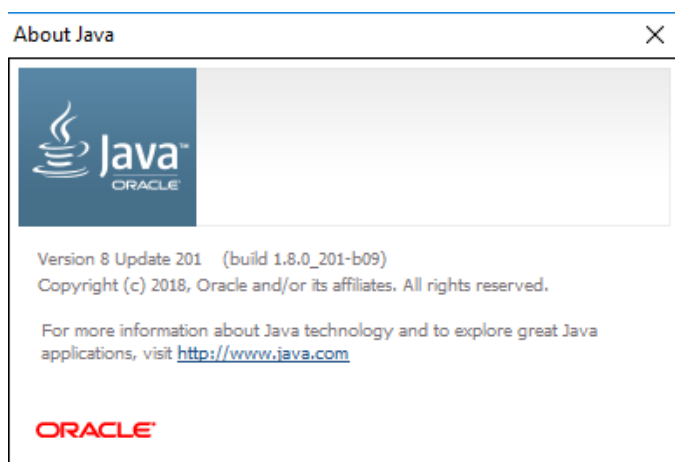 About Java
Java™
ORACLE
Version 8 Update 201 (build 1.8.0_201-b09)
Copyright (c) 2018, Oracle and/or its affiliates. All rights reserved.
For more information about Java technology and to explore great Java
applications, visit http://www.java.com
ORACLE